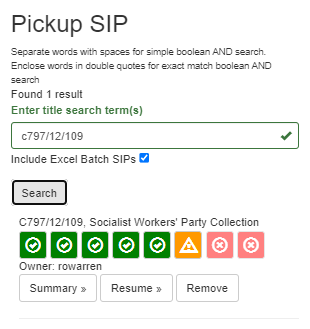 Pickup SIP
Separate words with spaces for simple boolean AND search.
Enclose words in double quotes for exact match boolean AND
search
Found 1 result
Enter title search term(s)
c797/12/109
Include Excel Batch SIPs
Search
C797/12/109, Socialist Workers' Party Collection
Owner: rowarren
Summary » Resume » Remove